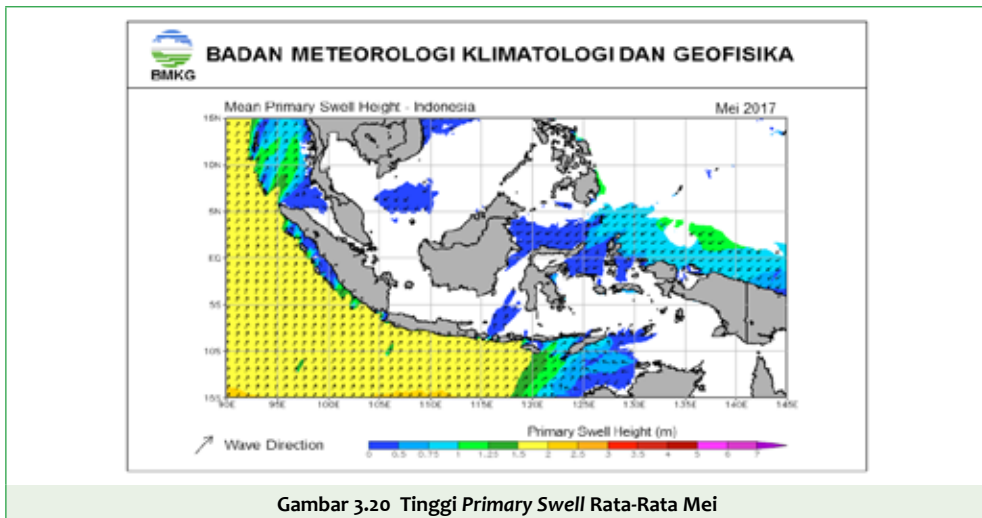 BMKG
BADAN METEOROLOGI KLIMATOLOGI DAN GEOFISIKA
Mean Primary Swell Height - Indonesia
Mei 2017
15N
10N
5N
EG
5S
10S
15S
90E 95E 100E 105E 110E 115E 120E 125E 130E 135E 140E 145E
Wave Direction
Primary Swell Height (m)
0 0.5 0.75 1 1.25 1.5 2 2.5 3 3.5 4 5 6 7
Gambar 3.20 Tinggi Primary Swell Rata-Rata Mei